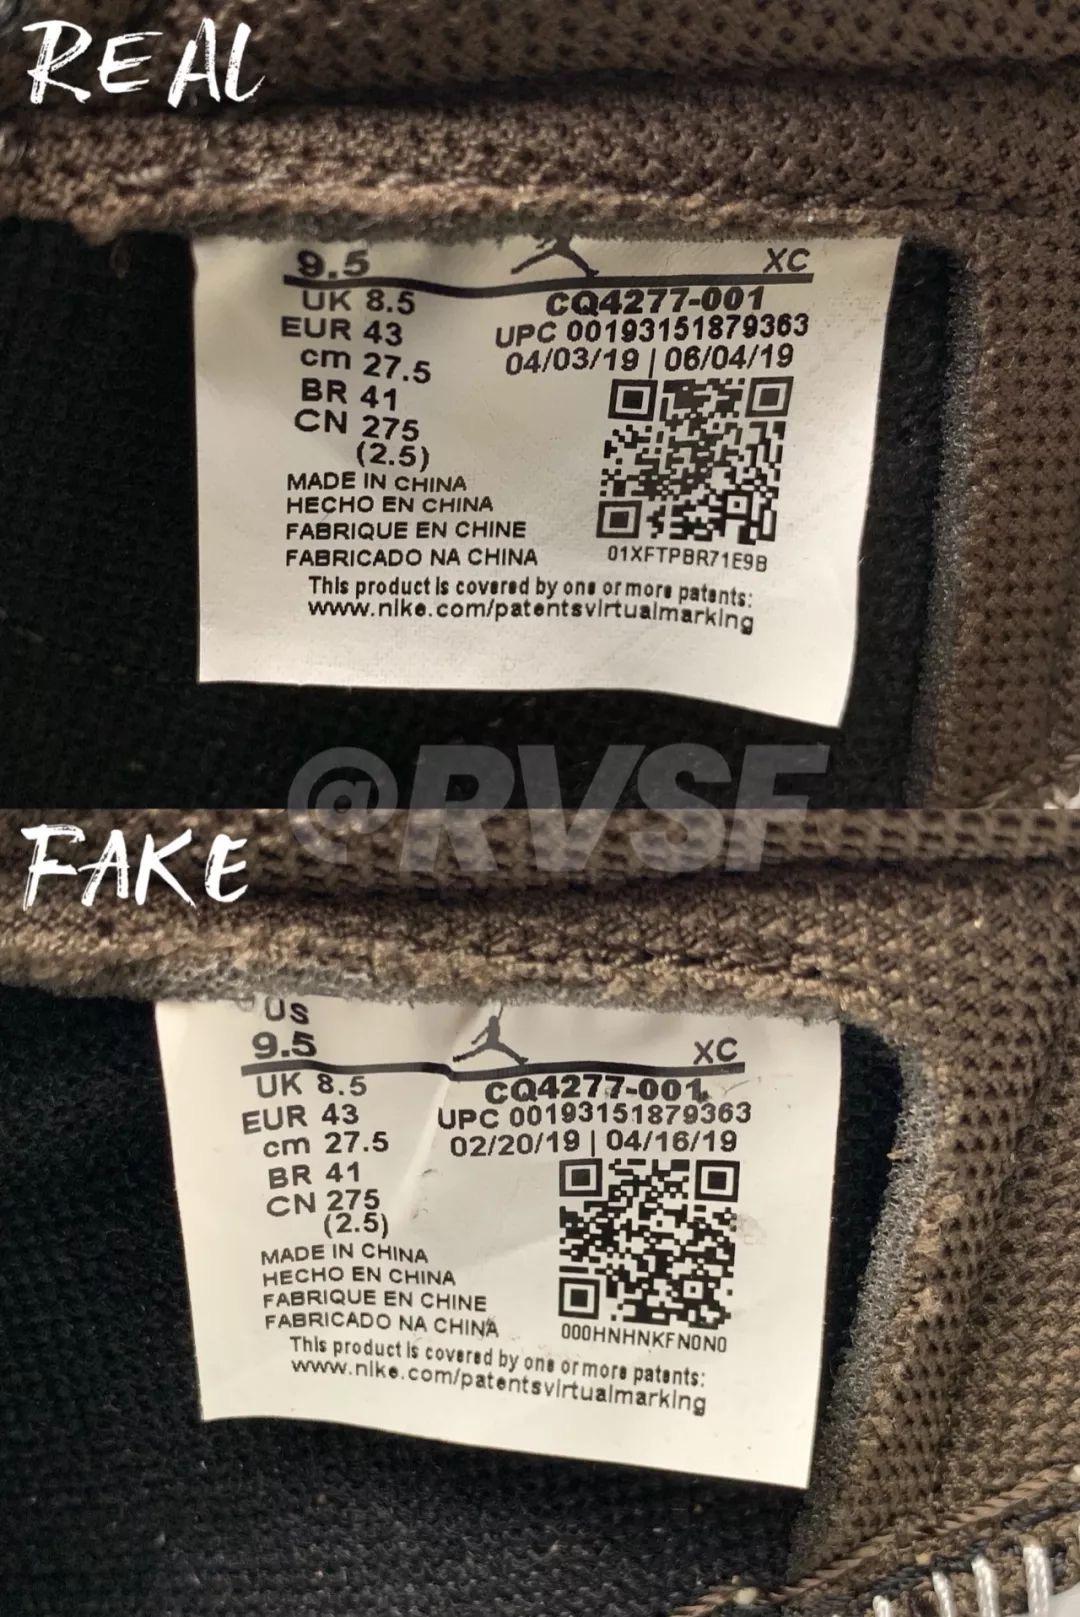 REAL
9.5 XC
UK 8.5 CQ4277-001
EUR 43 UPC 00193151879363
cm 27.5 04/03/19 | 06/04/19
BR 41
CN 275
(2.5)
MADE IN CHINA
HECHO EN CHINA
FABRIQUE EN CHINE
FABRICADO NA CHINA 01XFTPBR71E9B
This product is covered by one or more patents:
www.nike.com/patentsvirtualmarking
@RVSF
FAKE
US
9.5 XC
UK 8.5 CQ4277-001
EUR 43 UPC 00193151879363
cm 27.5 02/20/19 | 04/16/19
BR 41
CN 275
(2.5)
MADE IN CHINA
HECHO EN CHINA
FABRIQUE EN CHINE
FABRICADO NA CHINA 000HNHNKFN0N0
This product is covered by one or more patents:
www.nike.com/patentsvirtualmarking